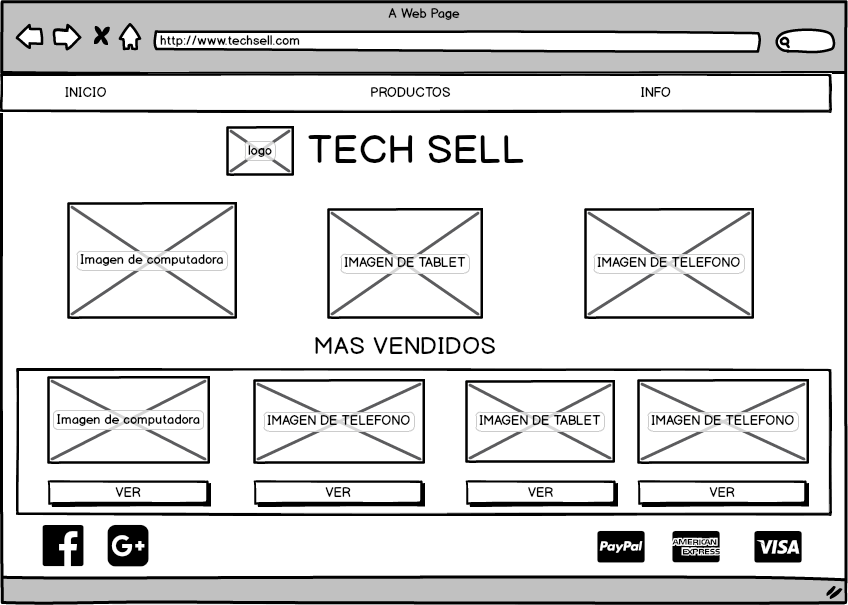 A Web Page
http://www.techsell.com
INICIO PRODUCTOS INFO
logo TECH SELL
Imagen de computadora IMAGEN DE TABLET IMAGEN DE TELEFONO
MAS VENDIDOS
Imagen de computadora IMAGEN DE TELEFONO IMAGEN DE TABLET IMAGEN DE TELEFONO
VER VER VER VER
f G+ PayPal AMERICAN EXPRESS VISA